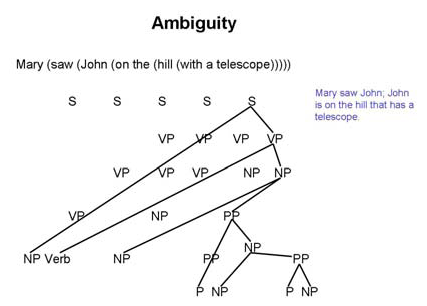 Ambiguity
Mary (saw (John (on the (hill (with a telescope)))))
Mary saw John; John
is on the hill that has a
telescope.
S S S S S
VP VP VP VP
VP VP VP NP NP
VP NP PP
NP
NP Verb NP PP PP
P NP P NP